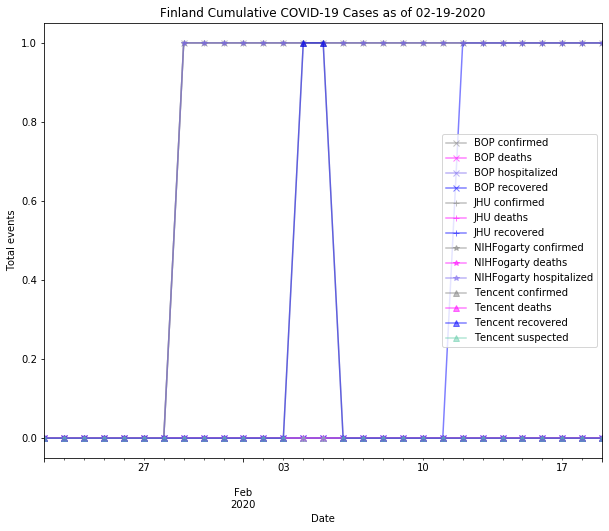 Finland Cumulative COVID-19 Cases as of 02-19-2020
1.0
0.8
0.6
0.4
0.2
0.0
Total events
BOP confirmed
BOP deaths
BOP hospitalized
BOP recovered
JHU confirmed
JHU deaths
JHU recovered
NIHFogarty confirmed
NIHFogarty deaths
NIHFogarty hospitalized
Tencent confirmed
Tencent deaths
Tencent recovered
Tencent suspected
27 03 10 17
Feb
2020
Date